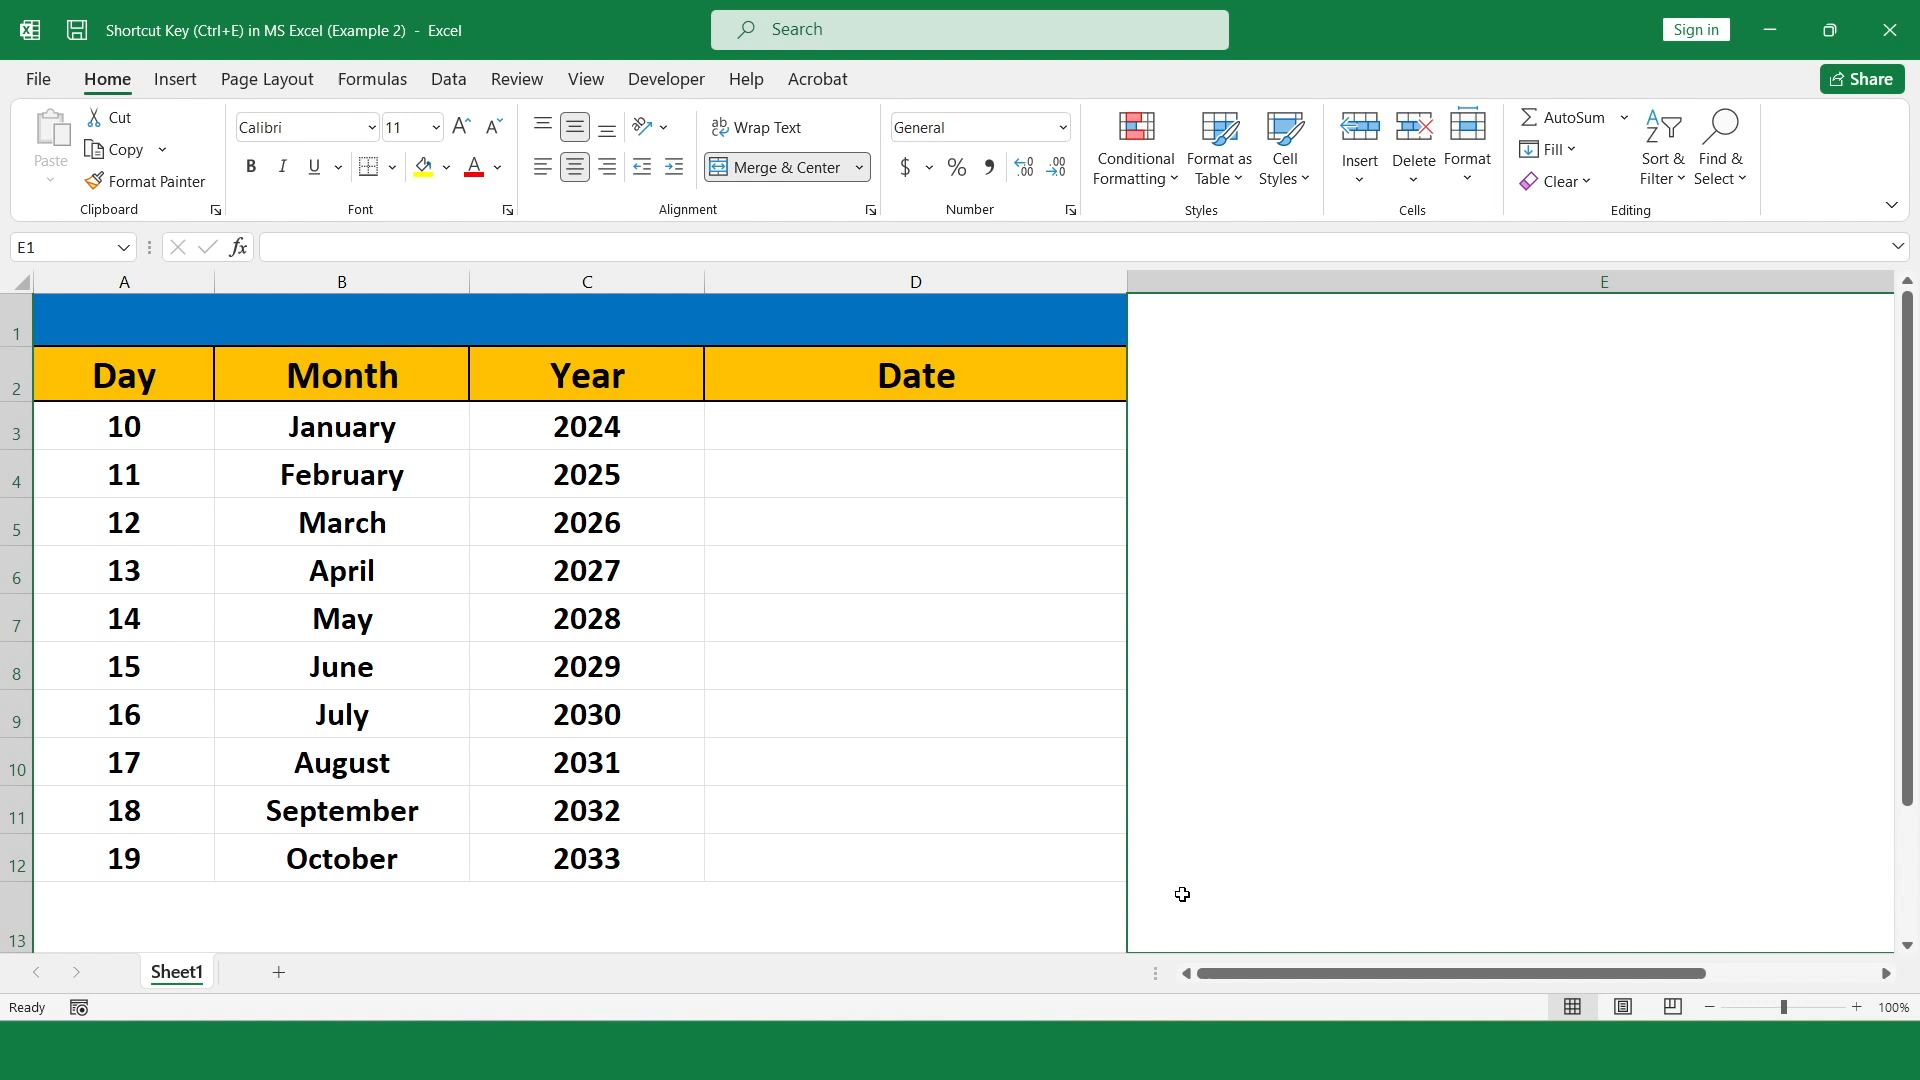 Shortcut Key (Ctrl+E) in MS Excel (Example 2) - Excel
Search
Sign in
File Home Insert Page Layout Formulas Data Review View Developer Help Acrobat
Share
Paste
Cut
Copy
Format Painter
Clipboard
Calibri 11
B I U
Font
Wrap Text
Merge & Center
Alignment
General
$ % ,
Number
Conditional Formatting
Format as Table
Cell Styles
Styles
Insert Delete Format
Cells
AutoSum
Fill
Clear
Sort & Filter
Find & Select
Editing
E1
fx
A B C D E
1
2 Day Month Year Date
3 10 January 2024
4 11 February 2025
5 12 March 2026
6 13 April 2027
7 14 May 2028
8 15 June 2029
9 16 July 2030
10 17 August 2031
11 18 September 2032
12 19 October 2033
13
Sheet1
Ready
100%